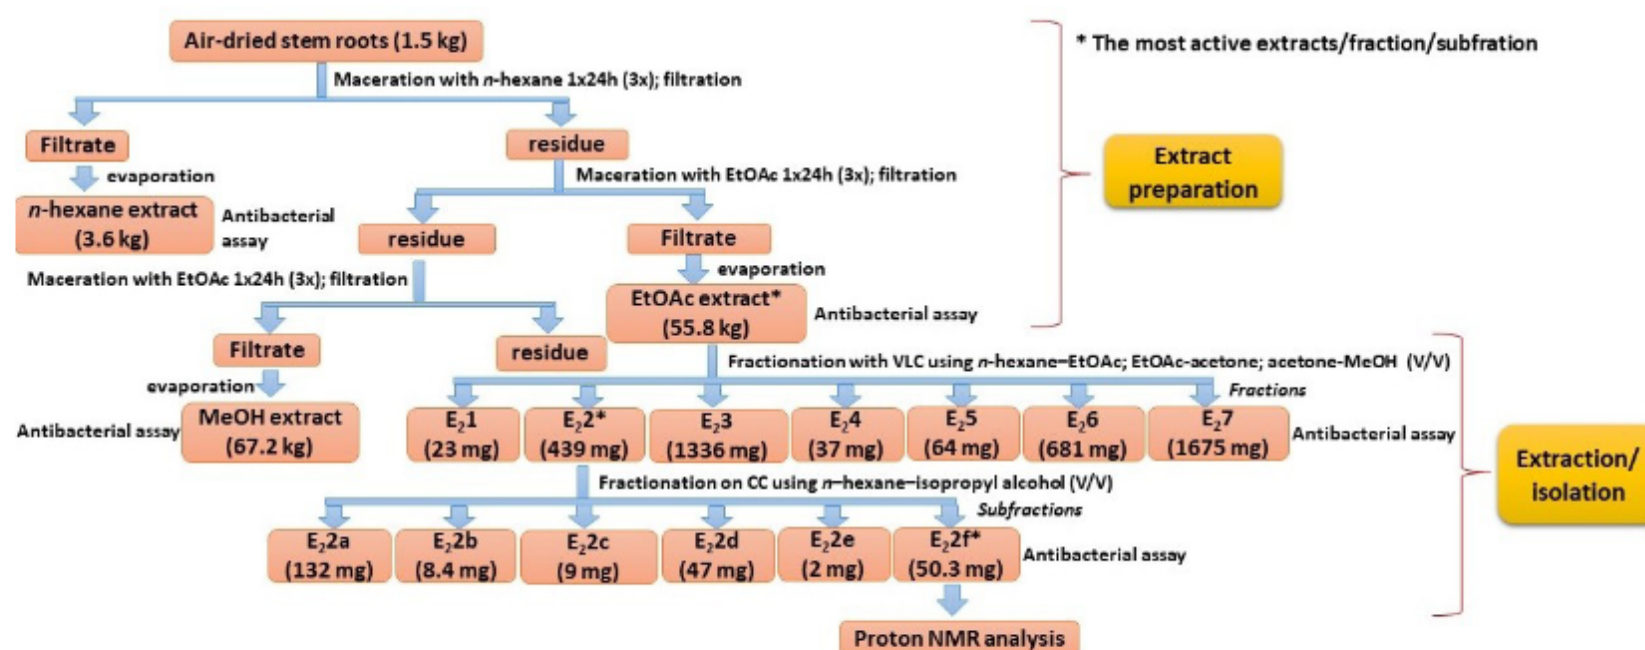 Air-dried stem roots (1.5 kg)
* The most active extracts/fraction/subfration
Maceration with n-hexane 1x24h (3x); filtration
Filtrate
residue
evaporation
Maceration with EtOAc 1x24h (3x); filtration
Extract
preparation
n-hexane extract
(3.6 kg)
Antibacterial
assay
residue
Filtrate
evaporation
Maceration with EtOAc 1x24h (3x); filtration
EtOAc extract*
(55.8 kg)
Antibacterial assay
Filtrate
residue
Fractionation with VLC using n-hexane–EtOAc; EtOAc-acetone; acetone-MeOH (V/V)
evaporation
Fractions
MeOH extract
(67.2 kg)
Antibacterial assay
E₂1
(23 mg)
E₂2*
(439 mg)
E₂3
(1336 mg)
E₂4
(37 mg)
E₂5
(64 mg)
E₂6
(681 mg)
E₂7
(1675 mg)
Antibacterial assay
Extraction/
isolation
Fractionation on CC using n–hexane–isopropyl alcohol (V/V)
Subfractions
E₂2a
(132 mg)
E₂2b
(8.4 mg)
E₂2c
(9 mg)
E₂2d
(47 mg)
E₂2e
(2 mg)
E₂2f*
(50.3 mg)
Antibacterial assay
Proton NMR analysis